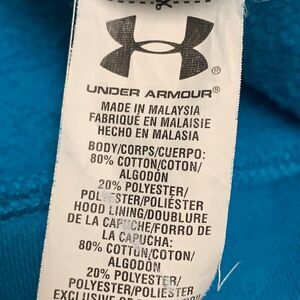 ®
UNDER ARMOUR®
MADE IN MALAYSIA
FABRIQUÉ EN MALAISIE
HECHO EN MALASIA
BODY/CORPS/CUERPO:
80% COTTON/COTON/
ALGODÓN
20% POLYESTER/
POLYESTER/POLIÉSTER
HOOD LINING/DOUBLURE
DE LA CAPUCHE/FORRO DE
LA CAPUCHA:
80% COTTON/COTON/
ALGODÓN
20% POLYESTER/
POLYESTER/POLIÉSTER
EXCLUSIVE OF